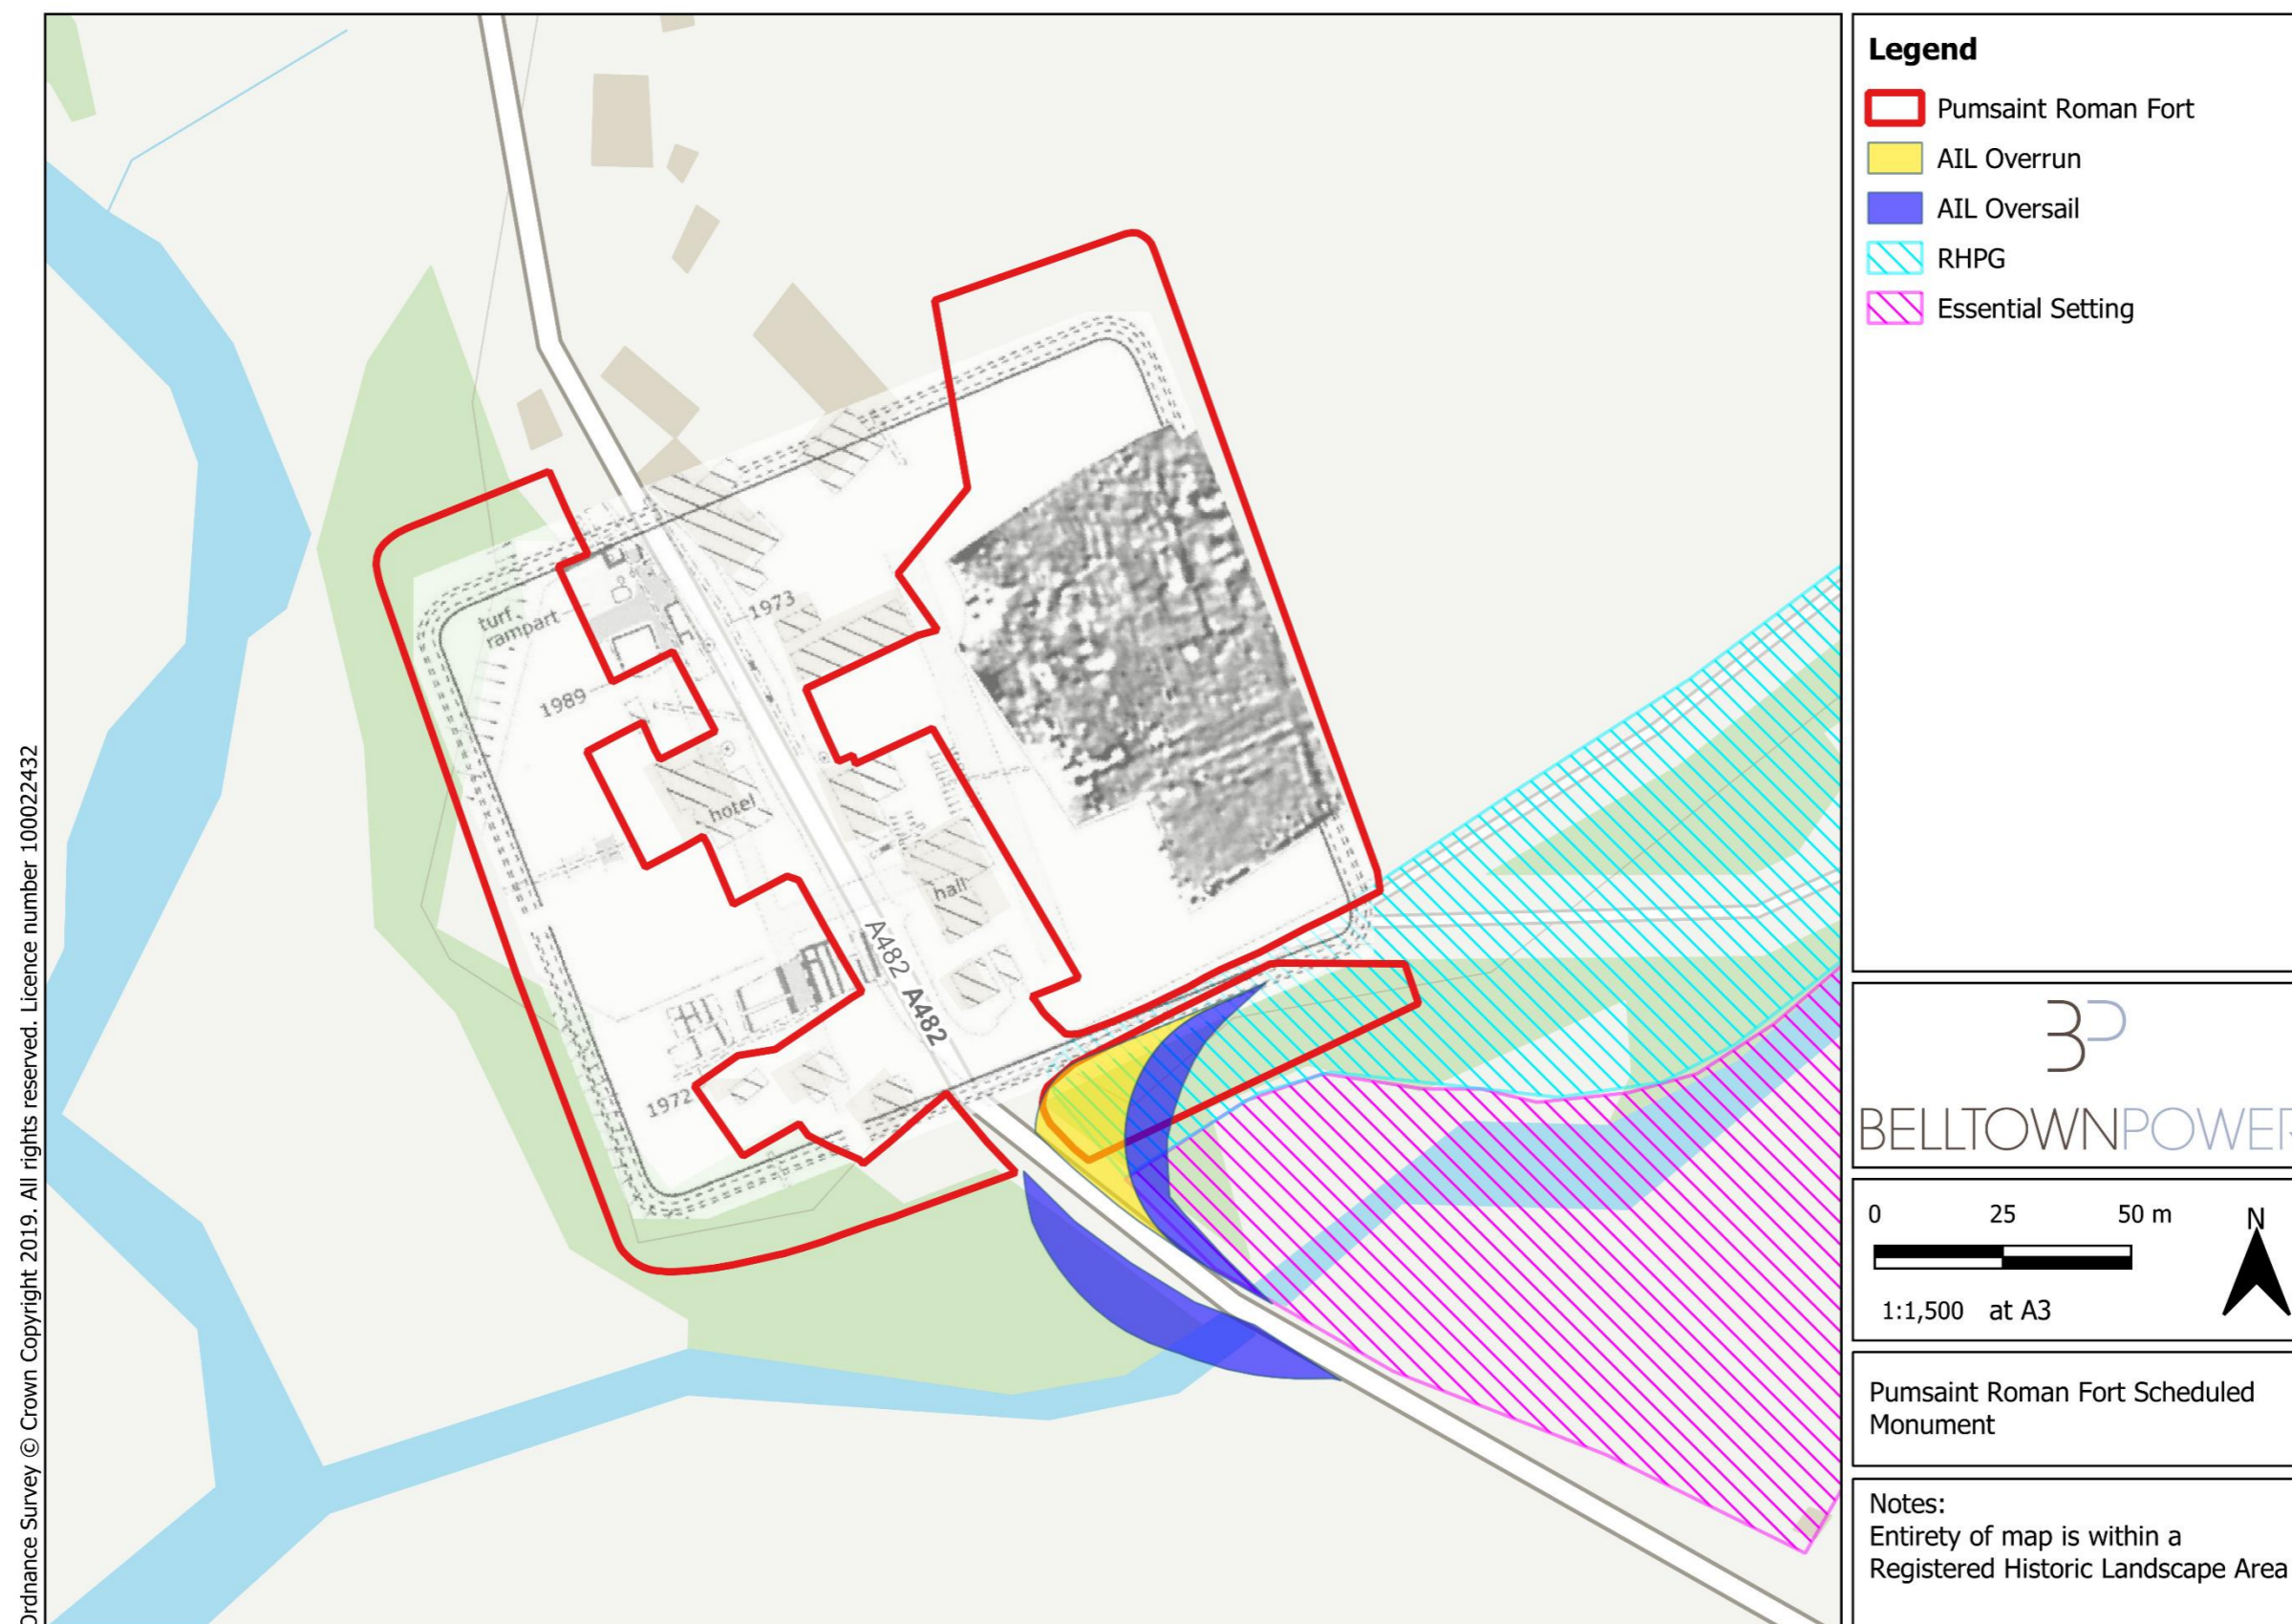 Ordnance Survey © Crown Copyright 2019. All rights reserved. Licence number 100022432
turf
rampart
1973
1989
hotel
hall
A482
A482
1972
Legend
Pumsaint Roman Fort
AIL Overrun
AIL Oversail
RHPG
Essential Setting
BELLTOWNPOWER
0 25 50 m
N
1:1,500 at A3
Pumsaint Roman Fort Scheduled
Monument
Notes:
Entirety of map is within a
Registered Historic Landscape Area